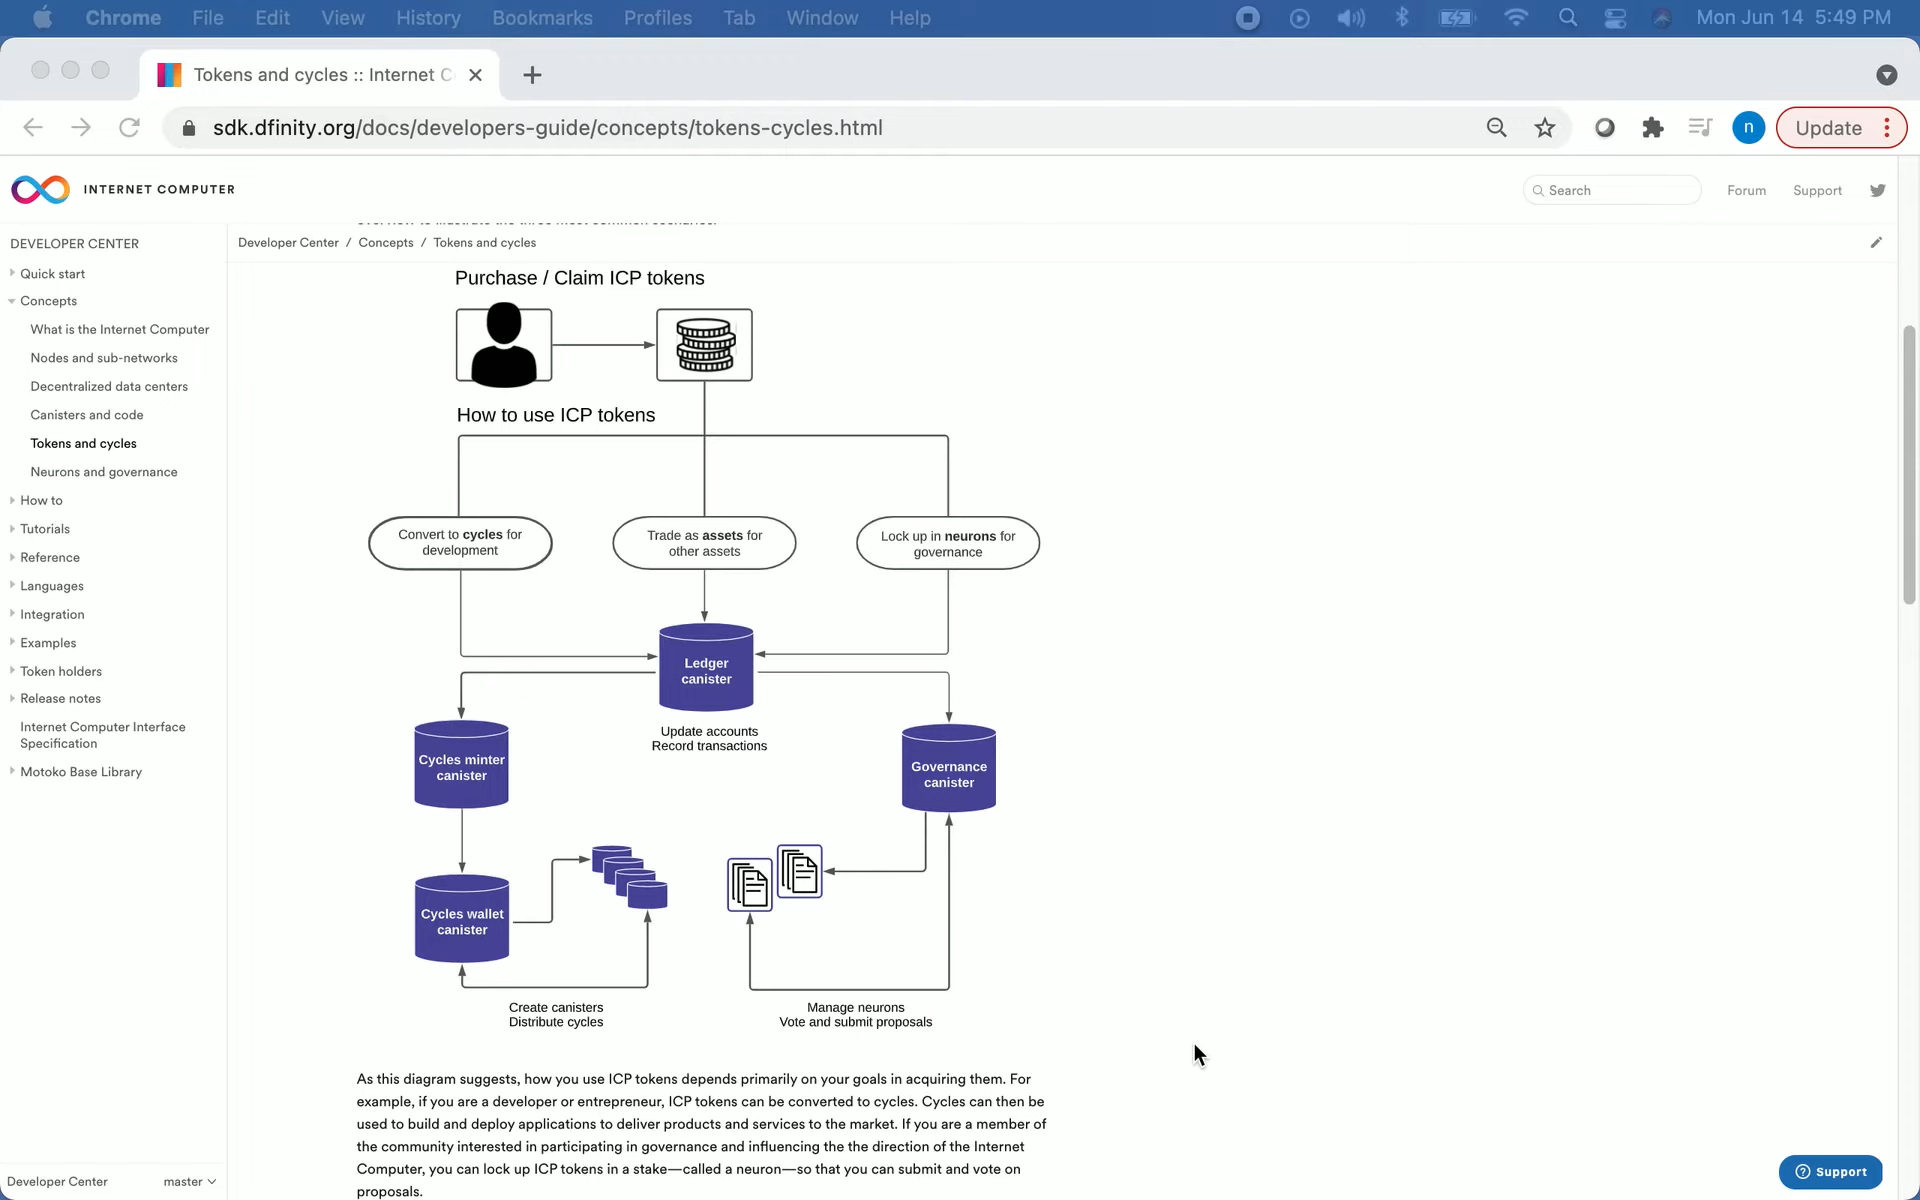 Chrome File Edit View History Bookmarks Profiles Tab Window Help Mon Jun 14 5:49 PM
Tokens and cycles :: Internet C
sdk.dfinity.org/docs/developers-guide/concepts/tokens-cycles.html
n
Update
INTERNET COMPUTER
Search
Forum
Support
DEVELOPER CENTER
Quick start
Concepts
What is the Internet Computer
Nodes and sub-networks
Decentralized data centers
Canisters and code
Tokens and cycles
Neurons and governance
How to
Tutorials
Reference
Languages
Integration
Examples
Token holders
Release notes
Internet Computer Interface
Specification
Motoko Base Library
Developer Center
master
Developer Center / Concepts / Tokens and cycles
Purchase / Claim ICP tokens
How to use ICP tokens
Convert to cycles for
development
Trade as assets for
other assets
Lock up in neurons for
governance
Ledger
canister
Update accounts
Record transactions
Cycles minter
canister
Governance
canister
Cycles wallet
canister
Create canisters
Distribute cycles
Manage neurons
Vote and submit proposals
As this diagram suggests, how you use ICP tokens depends primarily on your goals in acquiring them. For
example, if you are a developer or entrepreneur, ICP tokens can be converted to cycles. Cycles can then be
used to build and deploy applications to deliver products and services to the market. If you are a member of
the community interested in participating in governance and influencing the the direction of the Internet
Computer, you can lock up ICP tokens in a stake—called a neuron—so that you can submit and vote on
proposals.
Support